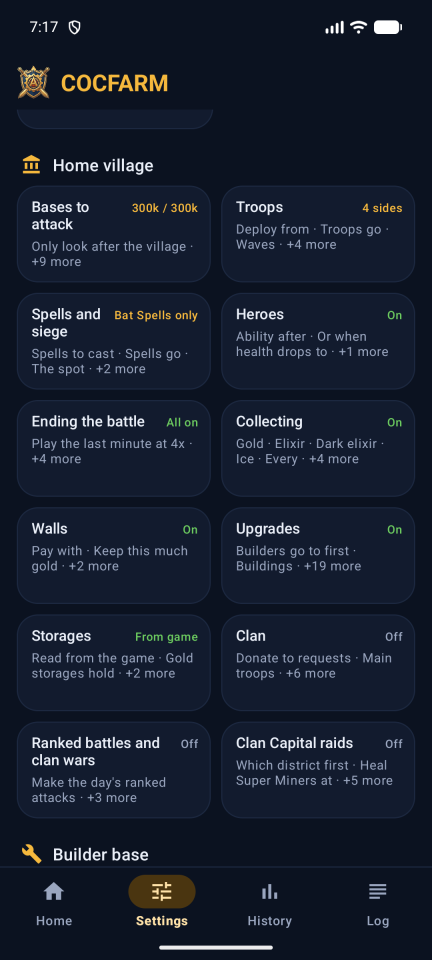 7:17
COCFARM
Home village
Bases to attack
300k / 300k
Only look after the village ·
+9 more
Troops
4 sides
Deploy from · Troops go ·
Waves · +4 more
Spells and siege
Bat Spells only
Spells to cast · Spells go ·
The spot · +2 more
Heroes
On
Ability after · Or when
health drops to · +1 more
Ending the battle
All on
Play the last minute at 4x ·
+4 more
Collecting
On
Gold · Elixir · Dark elixir ·
Ice · Every · +4 more
Walls
On
Pay with · Keep this much
gold · +2 more
Upgrades
On
Builders go to first ·
Buildings · +19 more
Storages
From game
Read from the game · Gold
storages hold · +2 more
Clan
Off
Donate to requests · Main
troops · +6 more
Ranked battles and
clan wars
Off
Make the day's ranked
attacks · +3 more
Clan Capital raids
Off
Which district first · Heal
Super Miners at · +5 more
Builder base
Home
Settings
History
Log